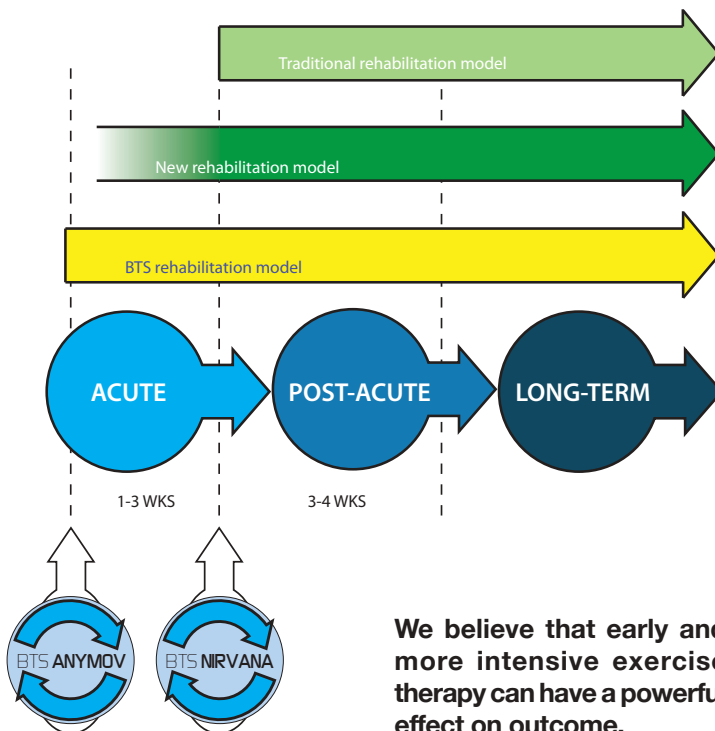 Traditional rehabilitation model
New rehabilitation model
BTS rehabilitation model
ACUTE
POST-ACUTE
LONG-TERM
1-3 WKS
3-4 WKS
BTS ANYMOV
BTS NIRVANA
We believe that early and
more intensive exercise
therapy can have a powerfu
effect on outcome.